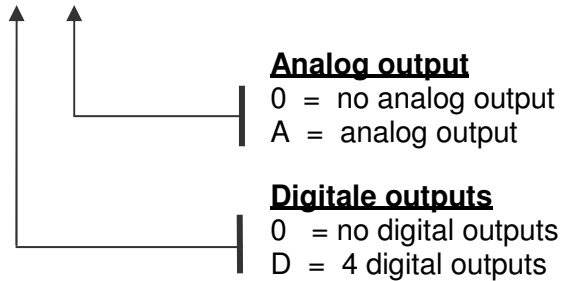 Analog output
0 = no analog output
A = analog output
Digitale outputs
0 = no digital outputs
D = 4 digital outputs